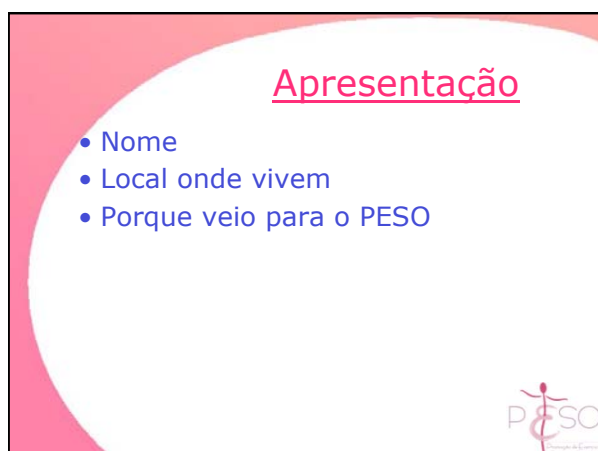 Apresentação
• Nome
• Local onde vivem
• Porque veio para o PESO
PESO